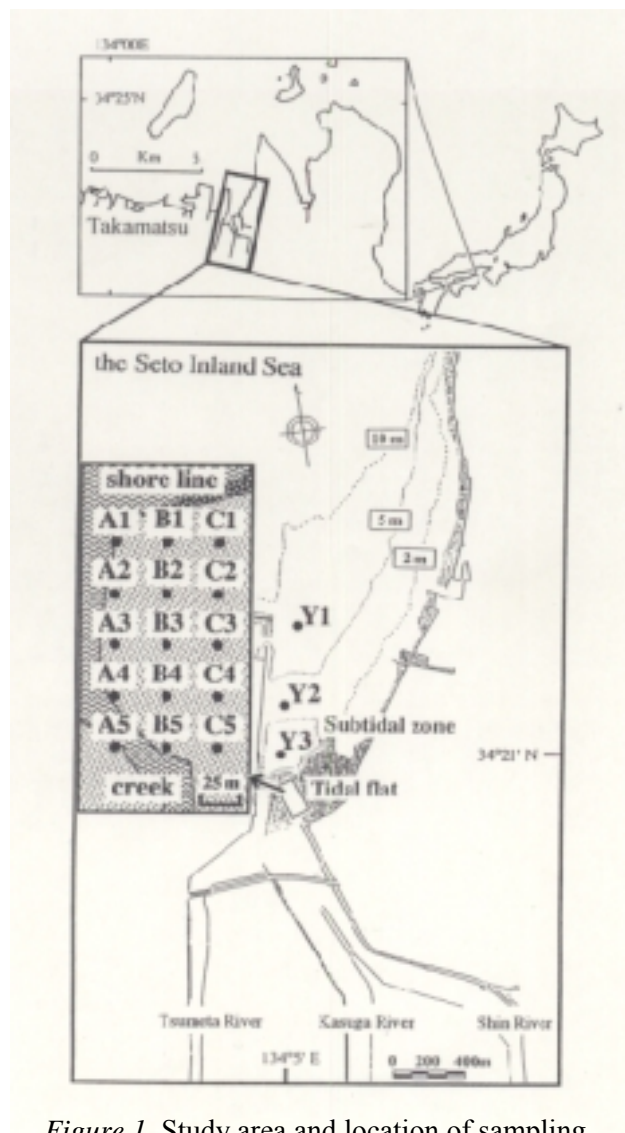 134°00'E
34°25'N
0 Km 5
Takamatsu
the Seto Inland Sea
10 m
5 m
2 m
shore line
A1 B1 C1
A2 B2 C2
A3 B3 C3
A4 B4 C4
A5 B5 C5
creek 25 m
Y1
Y2
Y3
Subtidal zone
34°21' N
Tidal flat
Tsumeta River Kasuga River Shin River
134°5' E
0 200 400m
Figure 1. Study area and location of sampling